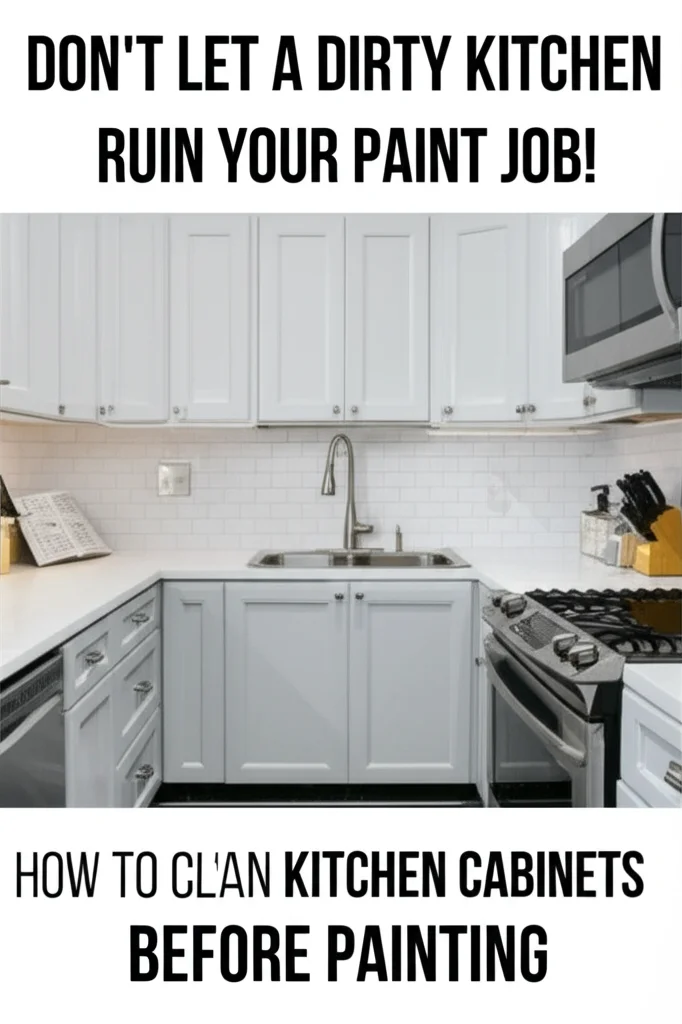 DON'T LET A DIRTY KITCHEN
RUIN YOUR PAINT JOB!
HOW TO CL'AN KITCHEN CABINETS
BEFORE PAINTING